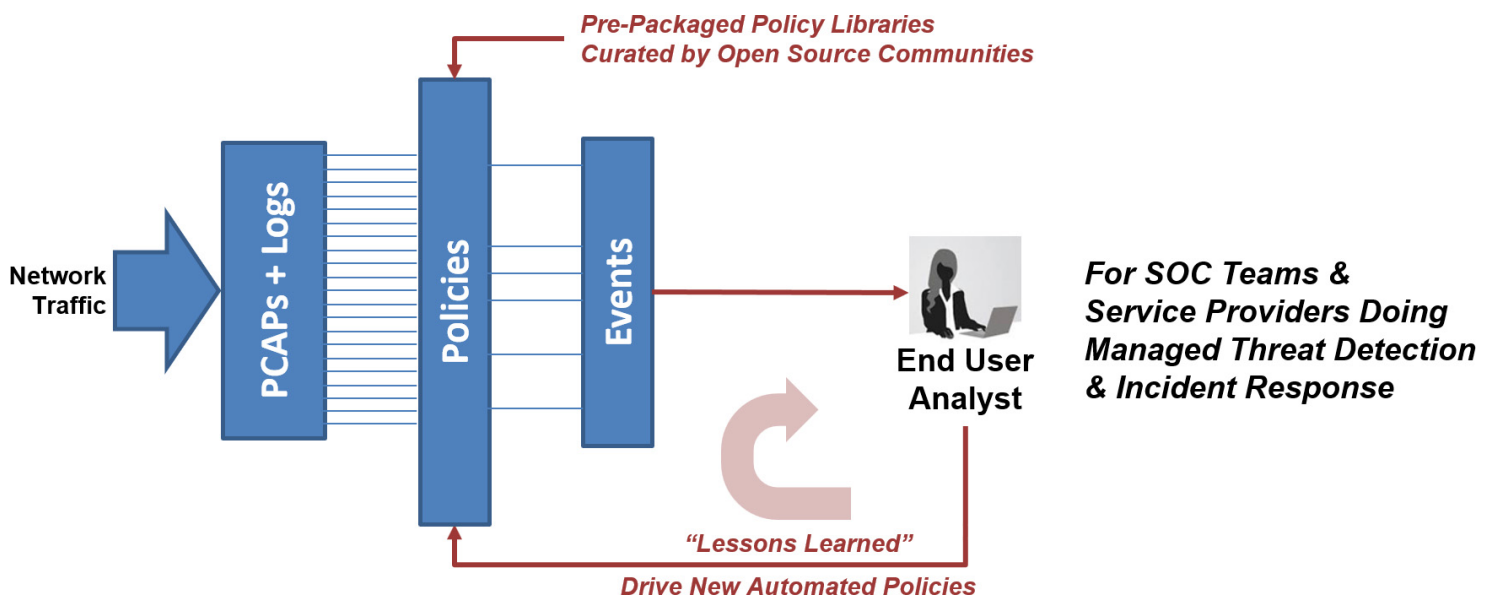 Pre-Packaged Policy Libraries
Curated by Open Source Communities
Network
Traffic
PCAPs + Logs
Policies
Events
End User
Analyst
For SOC Teams &
Service Providers Doing
Managed Threat Detection
& Incident Response
“Lessons Learned”
Drive New Automated Policies